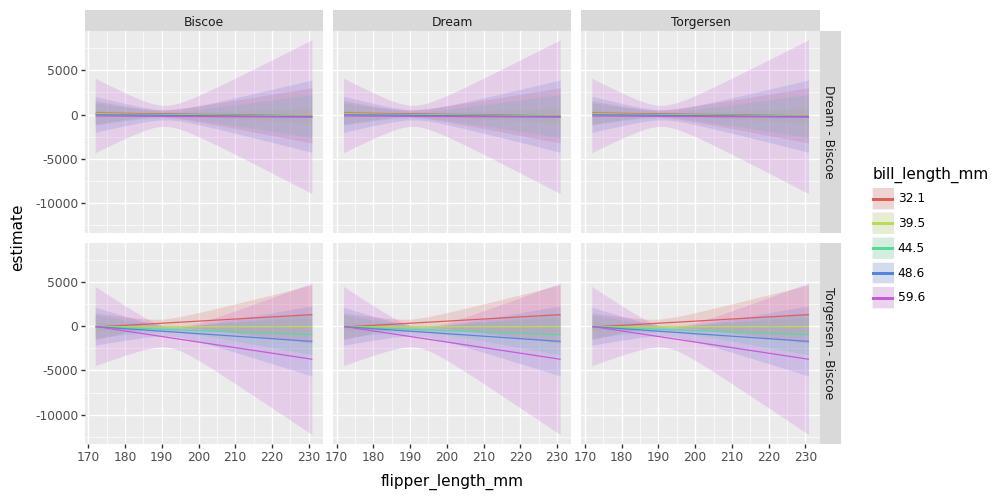 Biscoe Dream Torgersen
5000
0
-5000
-10000
Dream - Biscoe
5000
0
-5000
-10000
Torgersen - Biscoe
170 180 190 200 210 220 230 170 180 190 200 210 220 230 170 180 190 200 210 220 230
flipper_length_mm
estimate
bill_length_mm
32.1
39.5
44.5
48.6
59.6